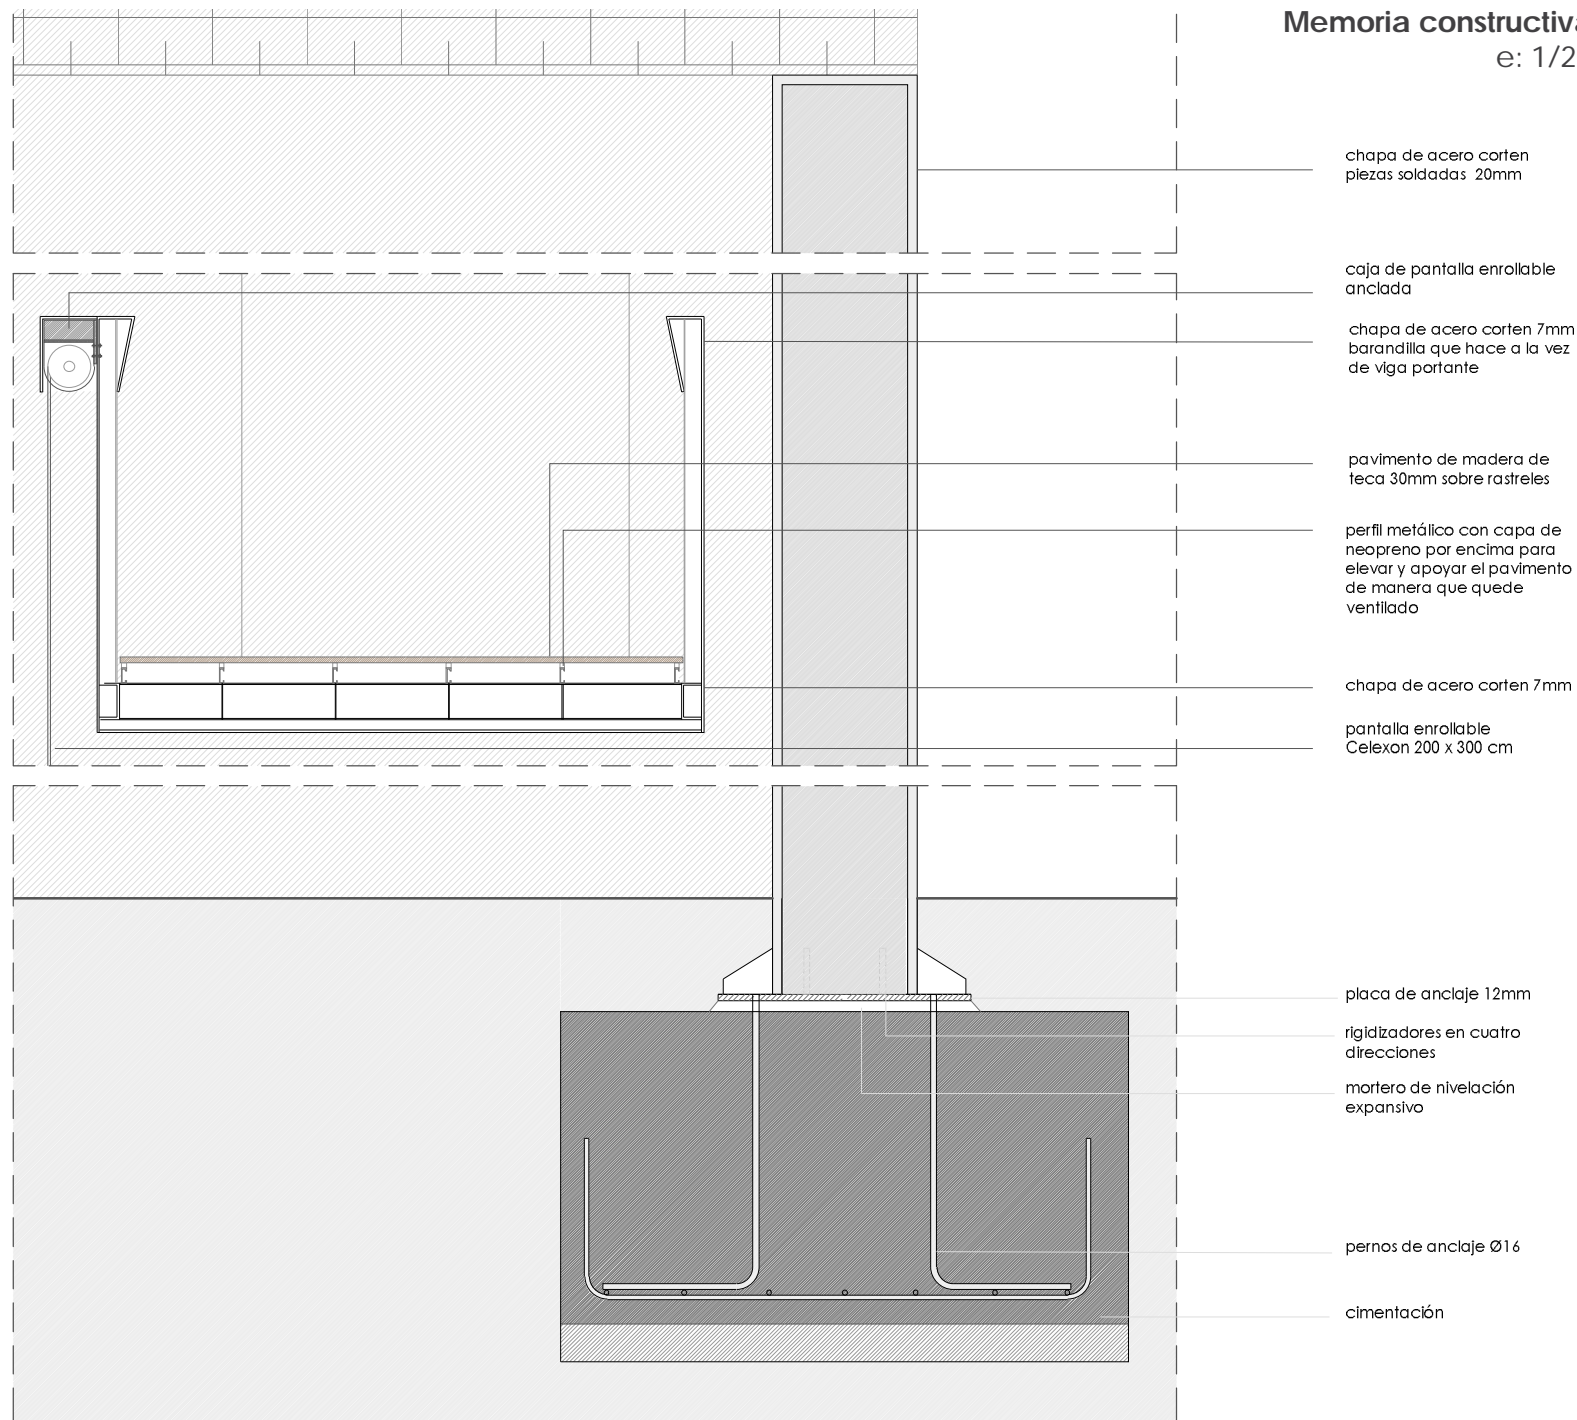 Memoria constructiva
e: 1/2
chapa de acero corten
piezas soldadas 20mm
caja de pantalla enrollable
anclada
chapa de acero corten 7mm
barandilla que hace a la vez
de viga portante
pavimento de madera de
teca 30mm sobre rastreles
perfil metálico con capa de
neopreno por encima para
elevar y apoyar el pavimento
de manera que quede
ventilado
chapa de acero corten 7mm
pantalla enrollable
Celexon 200 x 300 cm
placa de anclaje 12mm
rigidizadores en cuatro
direcciones
mortero de nivelación
expansivo
pernos de anclaje Ø16
cimentación